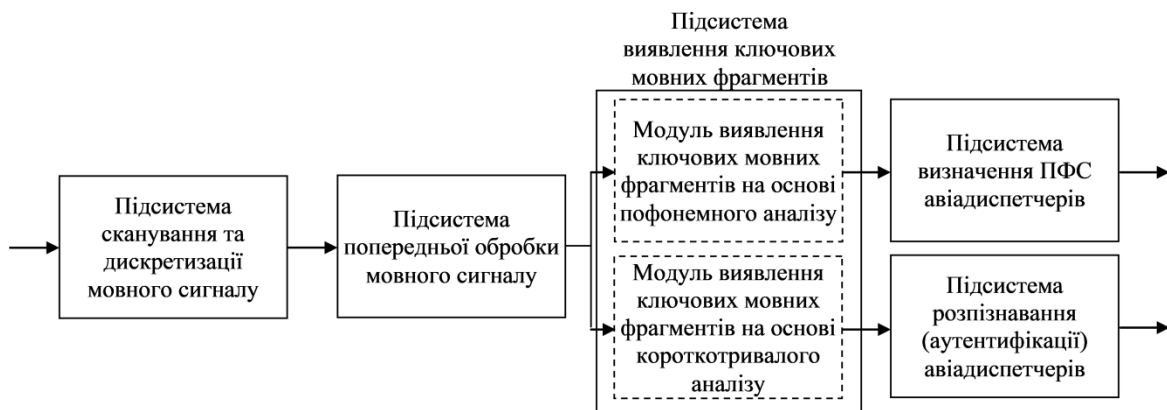 Підсистема
сканування та
дискретизації
мовного сигналу
Підсистема
попередньої обробки
мовного сигналу
Підсистема
виявлення ключових
мовних фрагментів
Модуль виявлення
ключових мовних
фрагментів на основі
пофонемного аналізу
Модуль виявлення
ключових мовних
фрагментів на основі
короткотривалого
аналізу
Підсистема
визначення ПФС
авіадиспетчерів
Підсистема
розпізнавання
(аутентифікації)
авіадиспетчерів